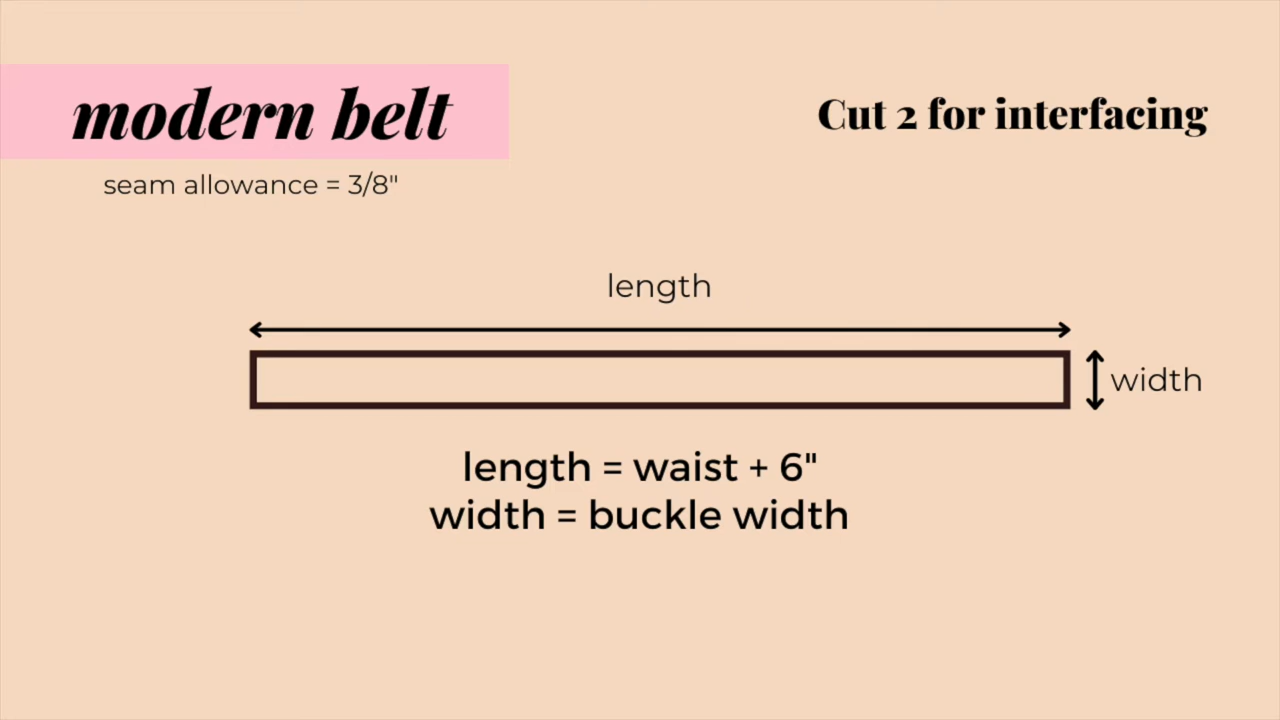 modern belt
Cut 2 for interfacing
seam allowance = 3/8"
length
width
length = waist + 6"
width = buckle width